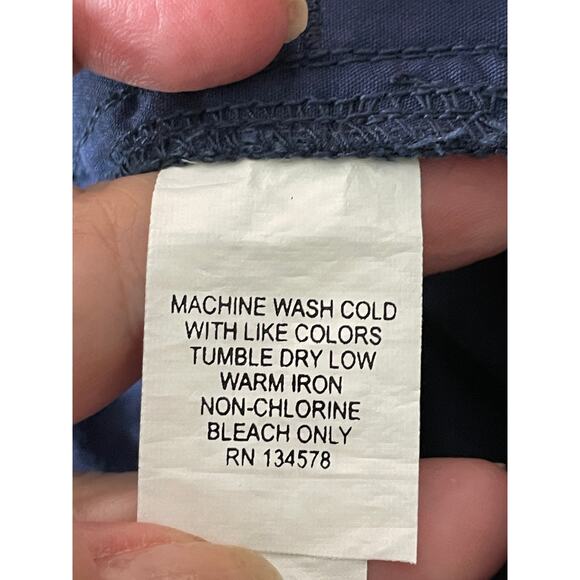 MACHINE WASH COLD
WITH LIKE COLORS
TUMBLE DRY LOW
WARM IRON
NON-CHLORINE
BLEACH ONLY
RN 134578